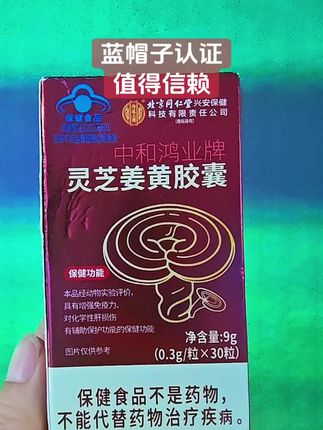 蓝帽子认证
值得信赖
保健食品
北京同仁堂兴安保健
科技有限责任公司
中和鸿业牌
灵芝姜黄胶囊
保健功能
本品经动物实验评价,
具有增强免疫力、
对化学性肝损伤
有辅助保护功能的保健功能
图片仅供参考
净含量:9g
(0.3g/粒×30粒)
保健食品不是药物,
不能代替药物治疗疾病。